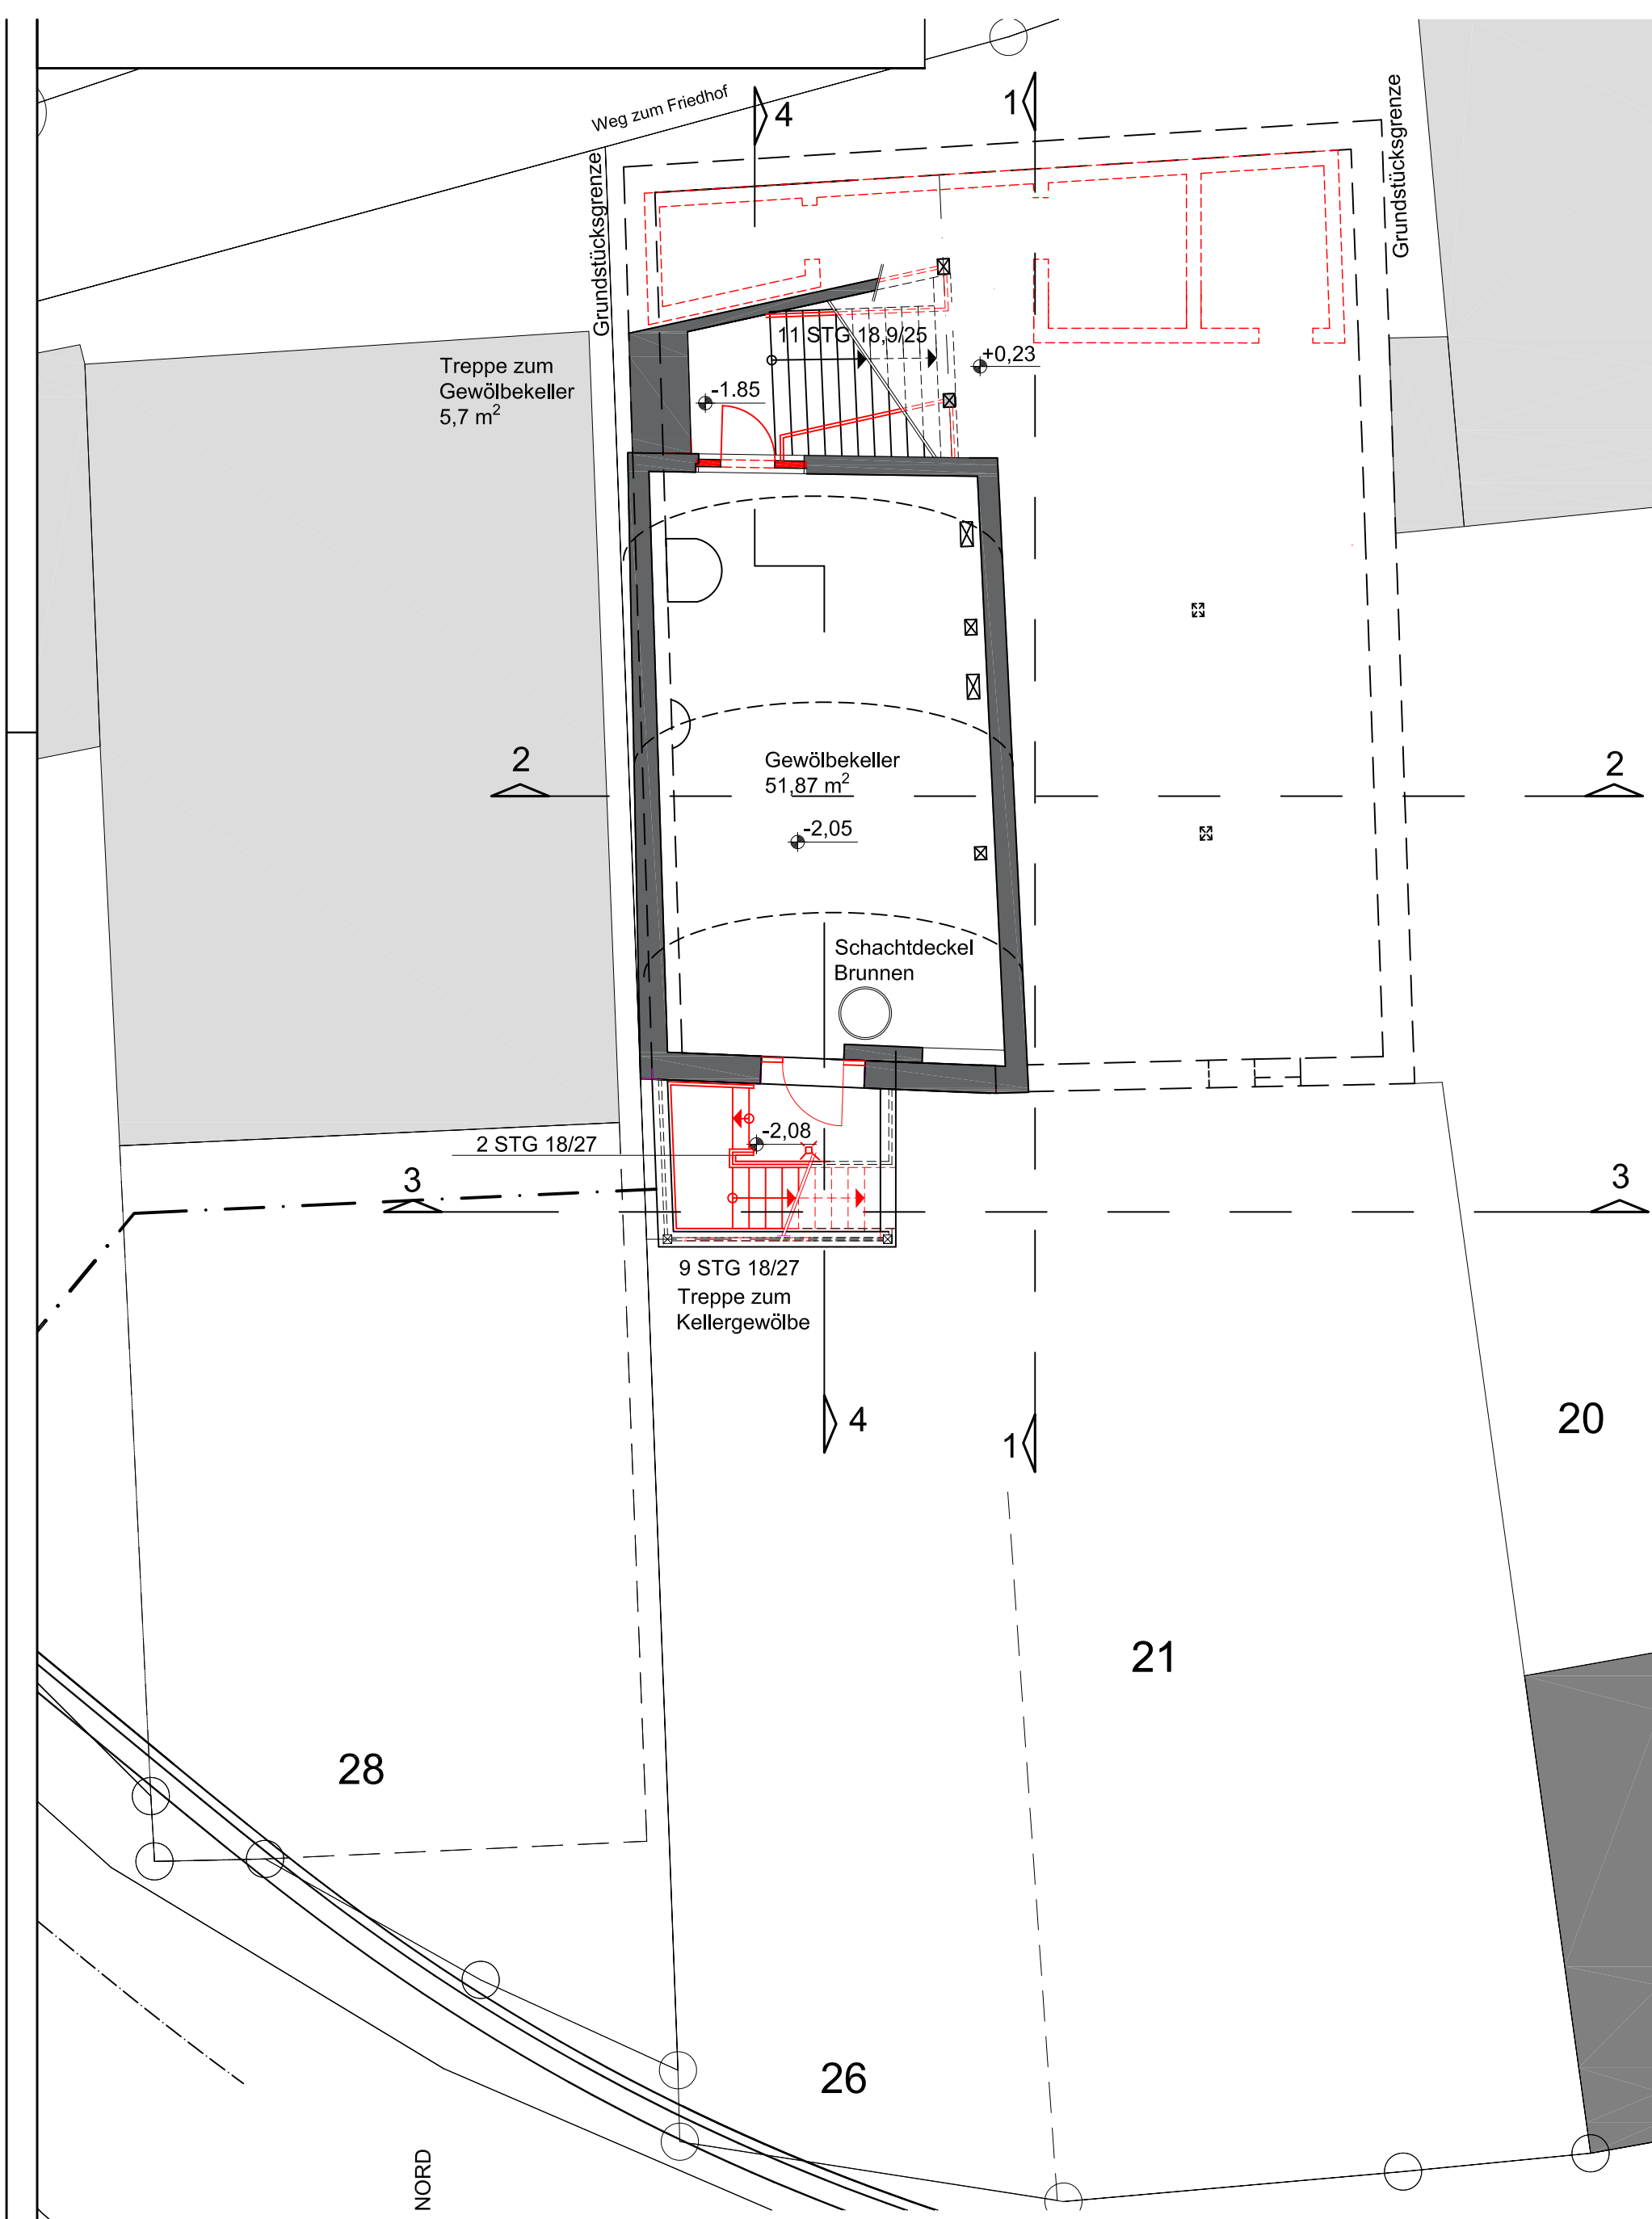 Weg zum Friedhof
4
1
Grundstücksgrenze
Grundstücksgrenze
11 STG 18,9/25
+0,23
Treppe zum
Gewölbekeller
5,7 m²
-1.85
2
2
Gewölbekeller
51,87 m²
-2,05
Schachtdeckel
Brunnen
-2,08
2 STG 18/27
3
3
9 STG 18/27
Treppe zum
Kellergewölbe
4
1
20
21
28
26
NORD